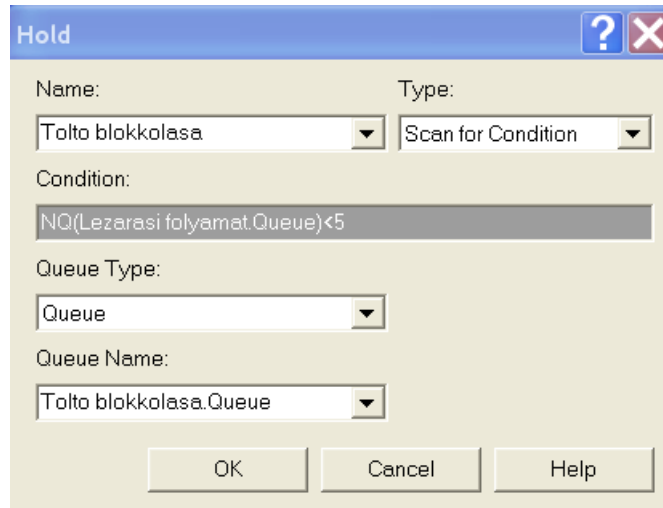 Hold
Name: Type:
Tolto blokkolasa Scan for Condition
Condition:
NQ(Lezarasi folyamat.Queue)<5
Queue Type:
Queue
Queue Name:
Tolto blokkolasa.Queue
OK Cancel Help